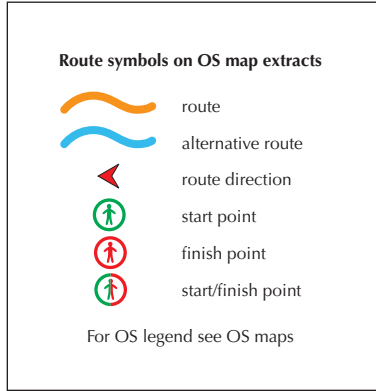 Route symbols on OS map extracts
route
alternative route
route direction
start point
finish point
start/finish point
For OS legend see OS maps